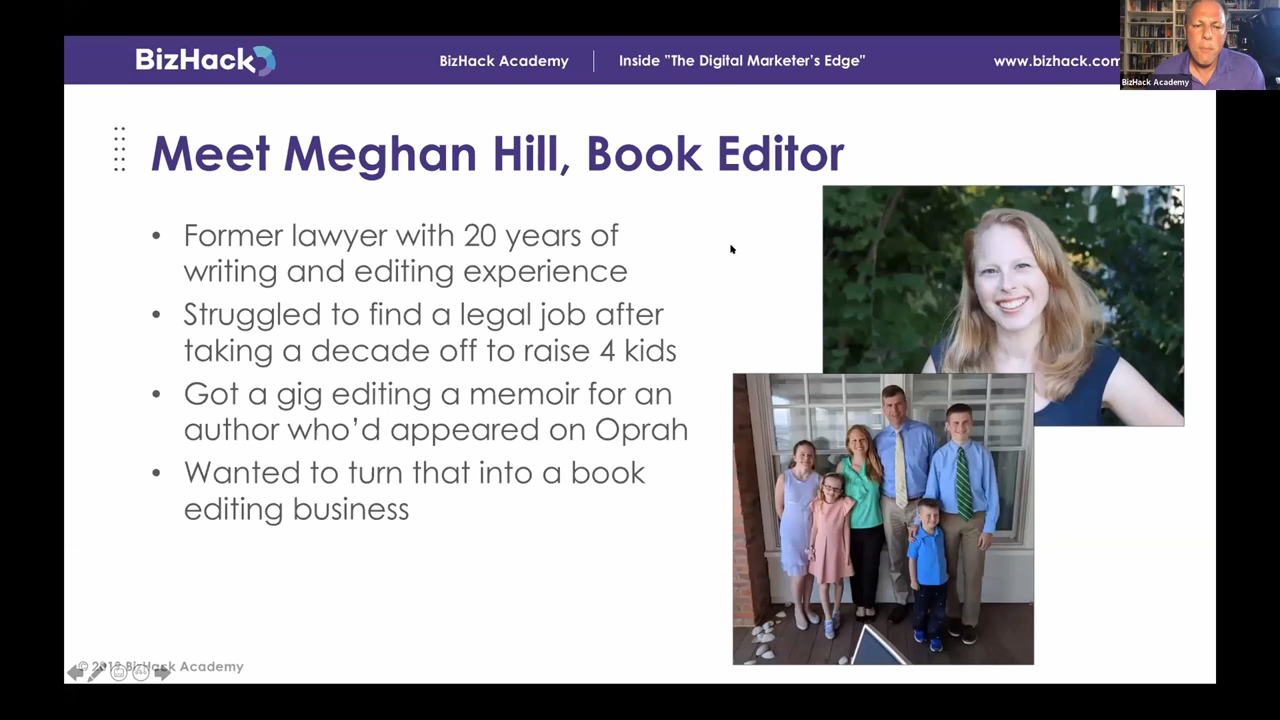 BizHack
BizHack Academy
Inside "The Digital Marketer's Edge"
www.bizhack.com
BizHack Academy
Meet Meghan Hill, Book Editor
• Former lawyer with 20 years of
writing and editing experience
• Struggled to find a legal job after
taking a decade off to raise 4 kids
• Got a gig editing a memoir for an
author who’d appeared on Oprah
• Wanted to turn that into a book
editing business
© 2019 BizHack Academy